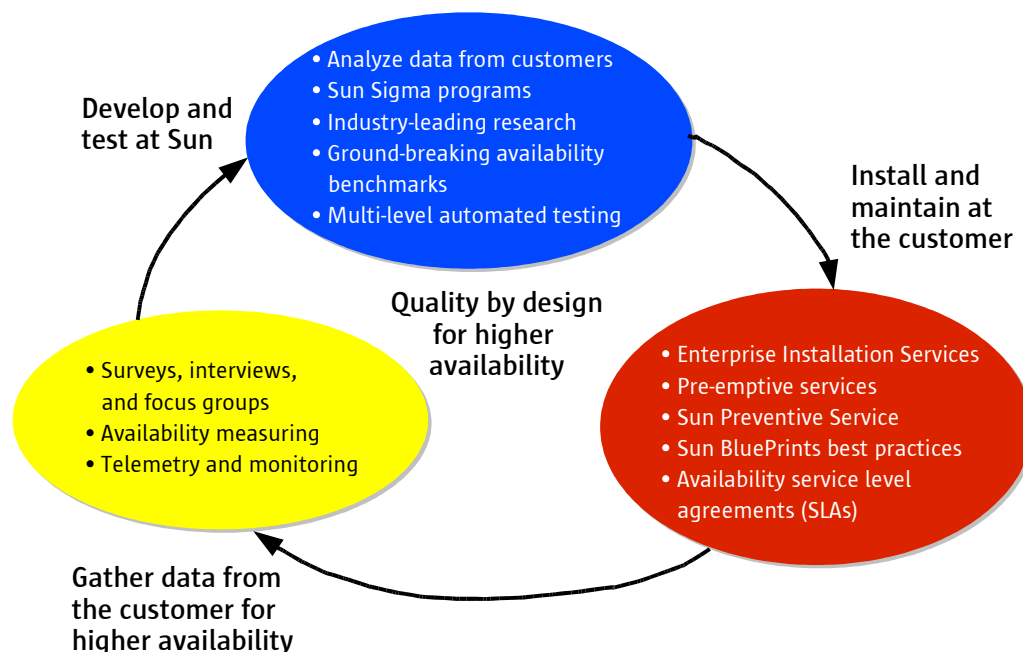 • Analyze data from customers
• Sun Sigma programs
• Industry-leading research
• Ground-breaking availability
benchmarks
• Multi-level automated testing
Develop and
test at Sun
Install and
maintain at
the customer
Quality by design
for higher
availability
• Enterprise Installation Services
• Pre-emptive services
• Sun Preventive Service
• Sun BluePrints best practices
• Availability service level
agreements (SLAs)
• Surveys, interviews,
and focus groups
• Availability measuring
• Telemetry and monitoring
Gather data from
the customer for
higher availability